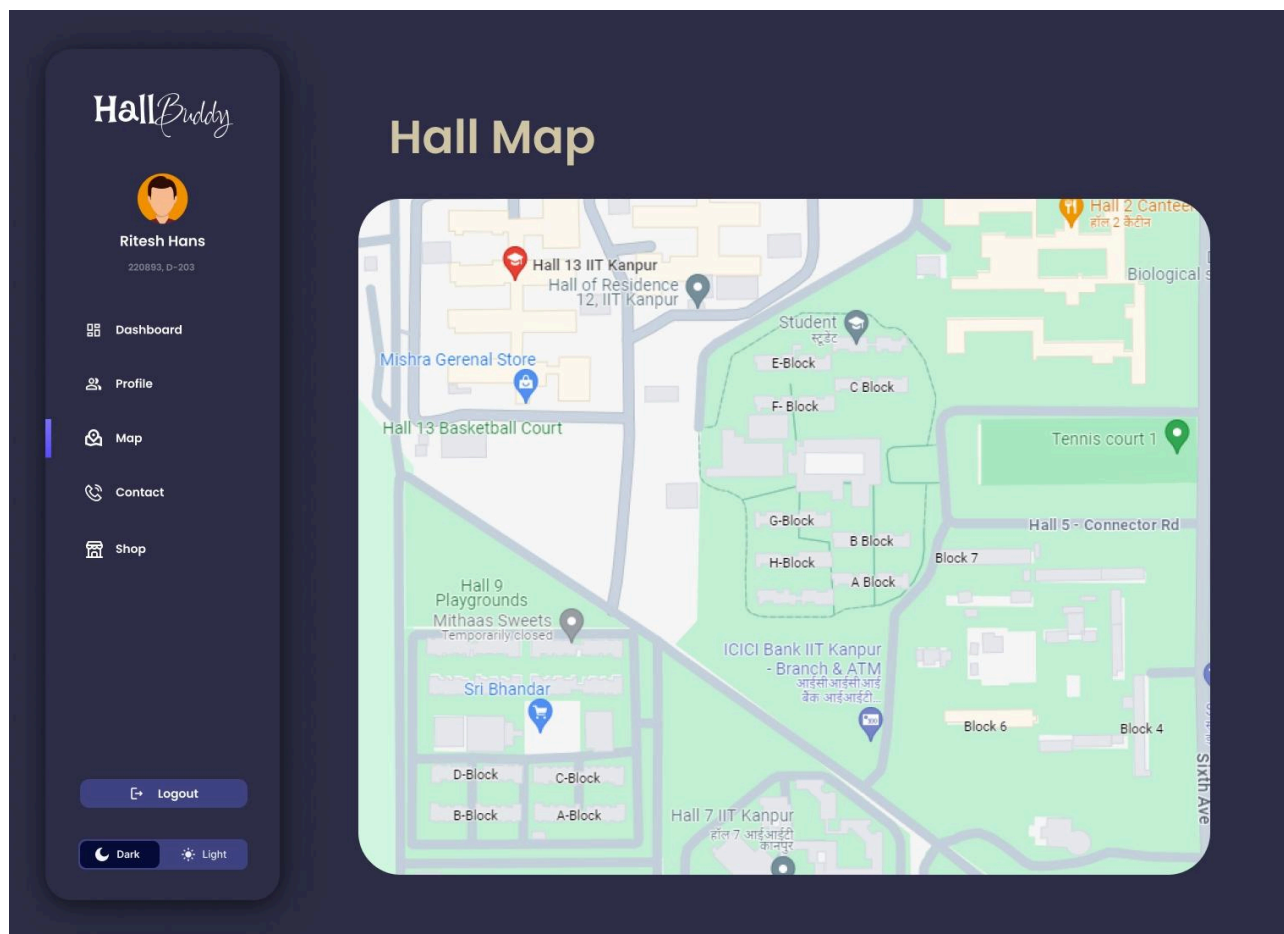 HallBuddy
Ritesh Hans
220893, D-203
Dashboard
Profile
Map
Contact
Shop
Logout
Dark
Light
Hall Map
Hall 2 Cantee
हॉल 2 कैंटीन
Hall 13 IIT Kanpur
Hall of Residence
12, IIT Kanpur
Biological s
Student
स्टूडेंट
E-Block
C Block
F- Block
Mishra Gerenal Store
Hall 13 Basketball Court
Tennis court 1
G-Block
B Block
H-Block
A Block
Hall 5 - Connector Rd
Block 7
Hall 9
Playgrounds
Mithaas Sweets
Temporarily closed
Sri Bhandar
ICICI Bank IIT Kanpur
- Branch & ATM
आईसीआईसीआई
बैंक आईआईटी...
Block 6
Block 4
Sixth Ave
D-Block
C-Block
B-Block
A-Block
Hall 7 IIT Kanpur
हॉल 7 आईआईटी
कानपुर